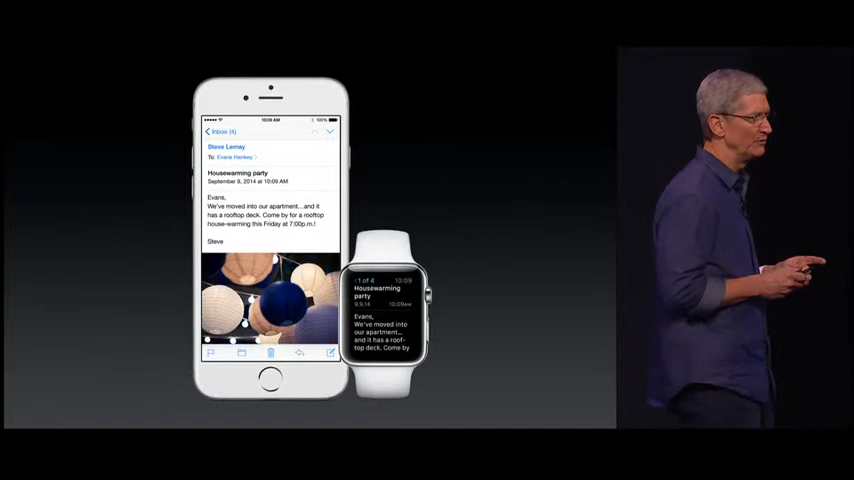 10:09 AM
100%
Inbox (4)
Steve Lemay
To: Evans Hankey
Housewarming party
September 9, 2014 at 10:09 AM
Evans,
We've moved into our apartment...and it
has a rooftop deck. Come by for a rooftop
house-warming this Friday at 7:00p.m.!
Steve
1 of 4 10:09
Housewarming
party
9.9.14 10:09AM
Evans,
We've moved into
our apartment...
and it has a roof-
top deck. Come by